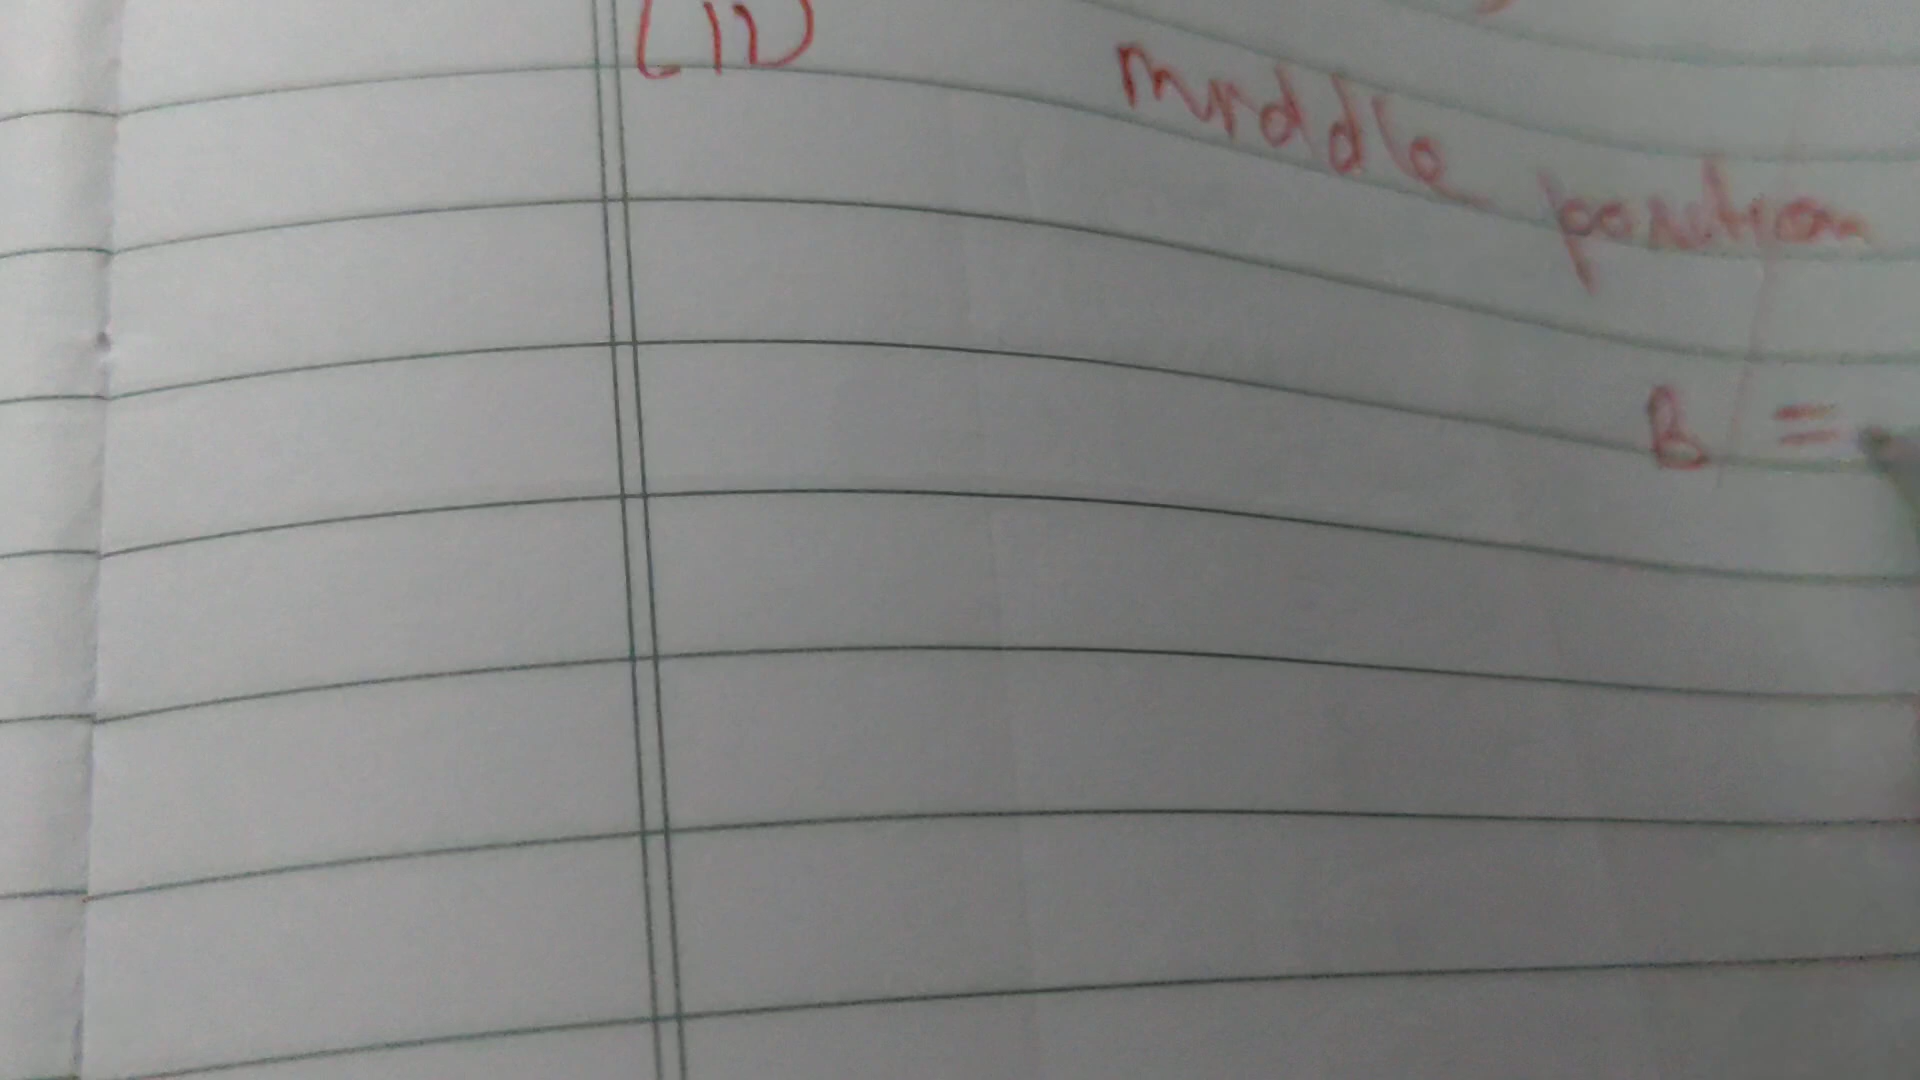 (ii)
middle position
B =